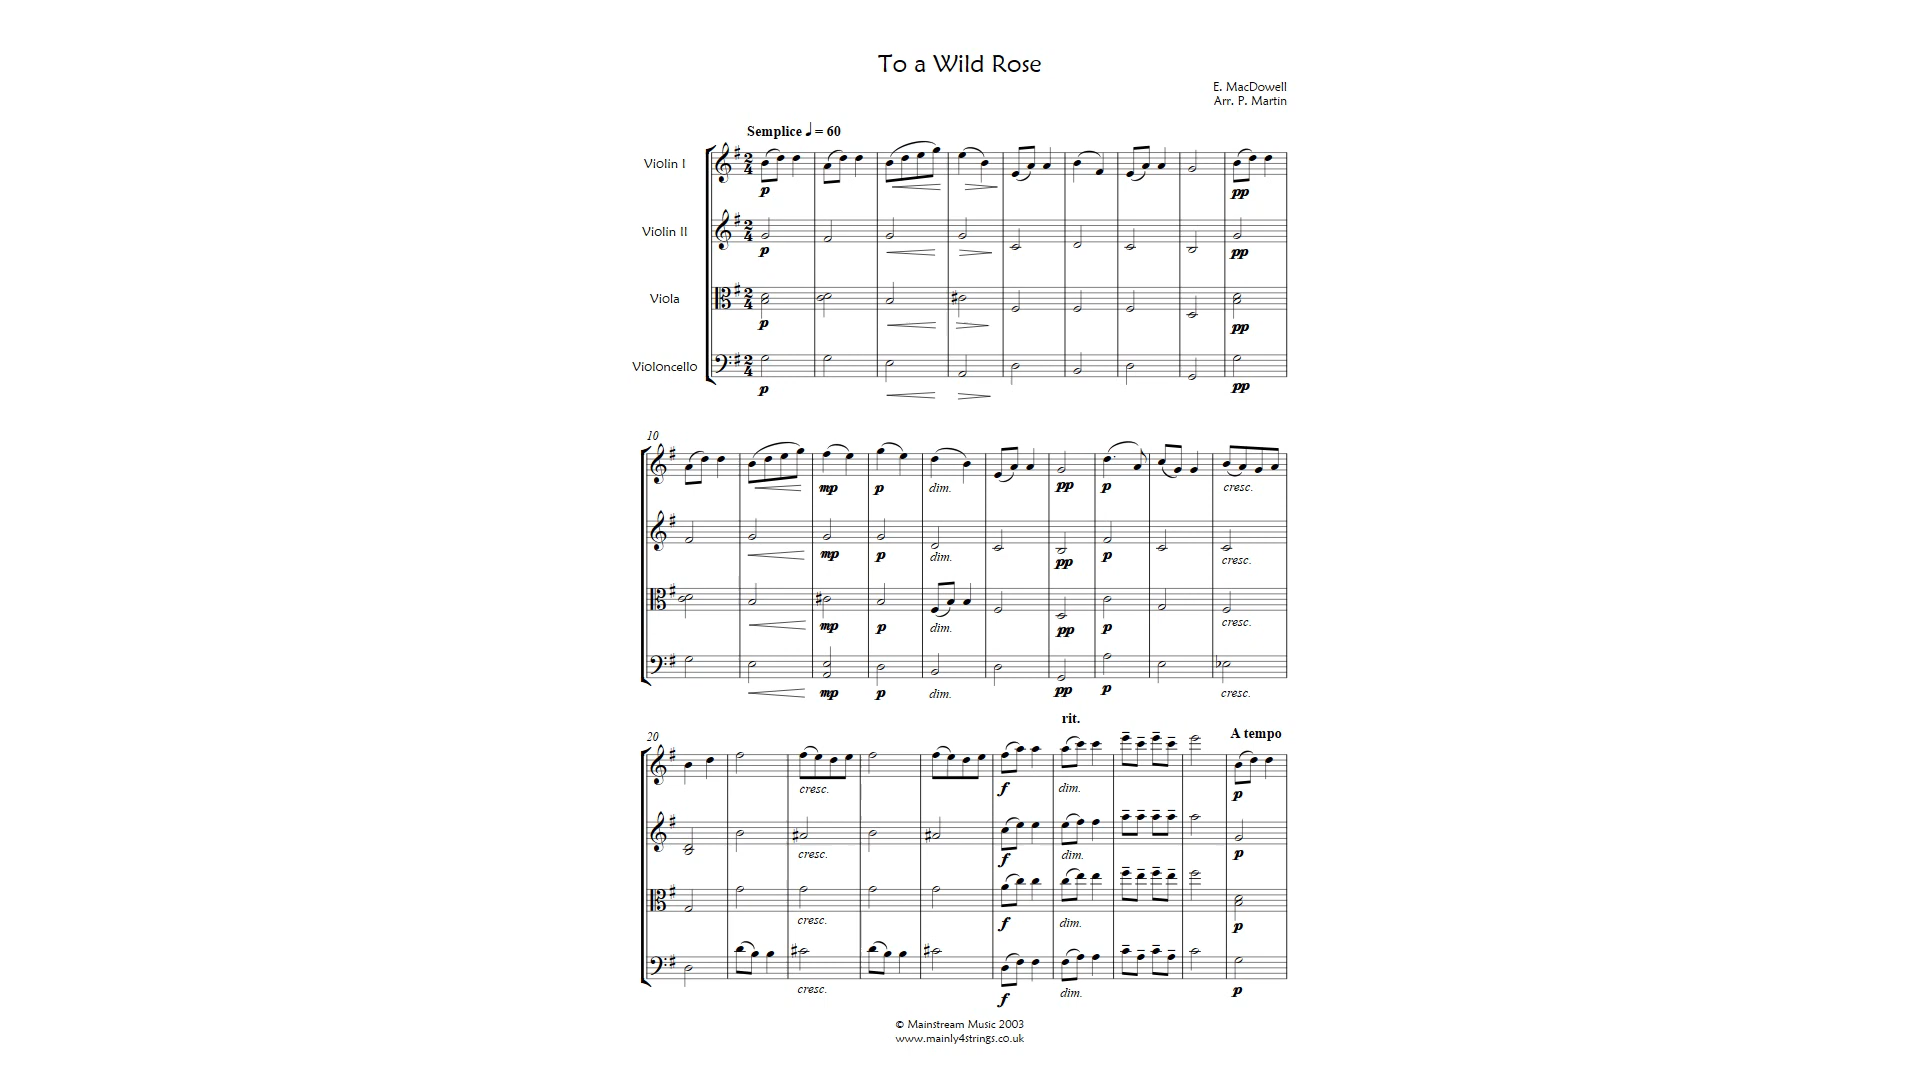 To a Wild Rose
E. MacDowell
Arr. P. Martin
Semplice ♩= 60
Violin I
p
pp
Violin II
p
pp
Viola
p
pp
Violoncello
p
pp
10
mp p dim. pp p cresc.
mp p dim. pp p cresc.
mp p dim. pp p cresc.
mp p dim. pp p cresc.
rit.
20
A tempo
cresc. f dim. p
cresc. f dim. p
cresc. f dim. p
cresc. f dim. p
© Mainstream Music 2003
www.mainly4strings.co.uk